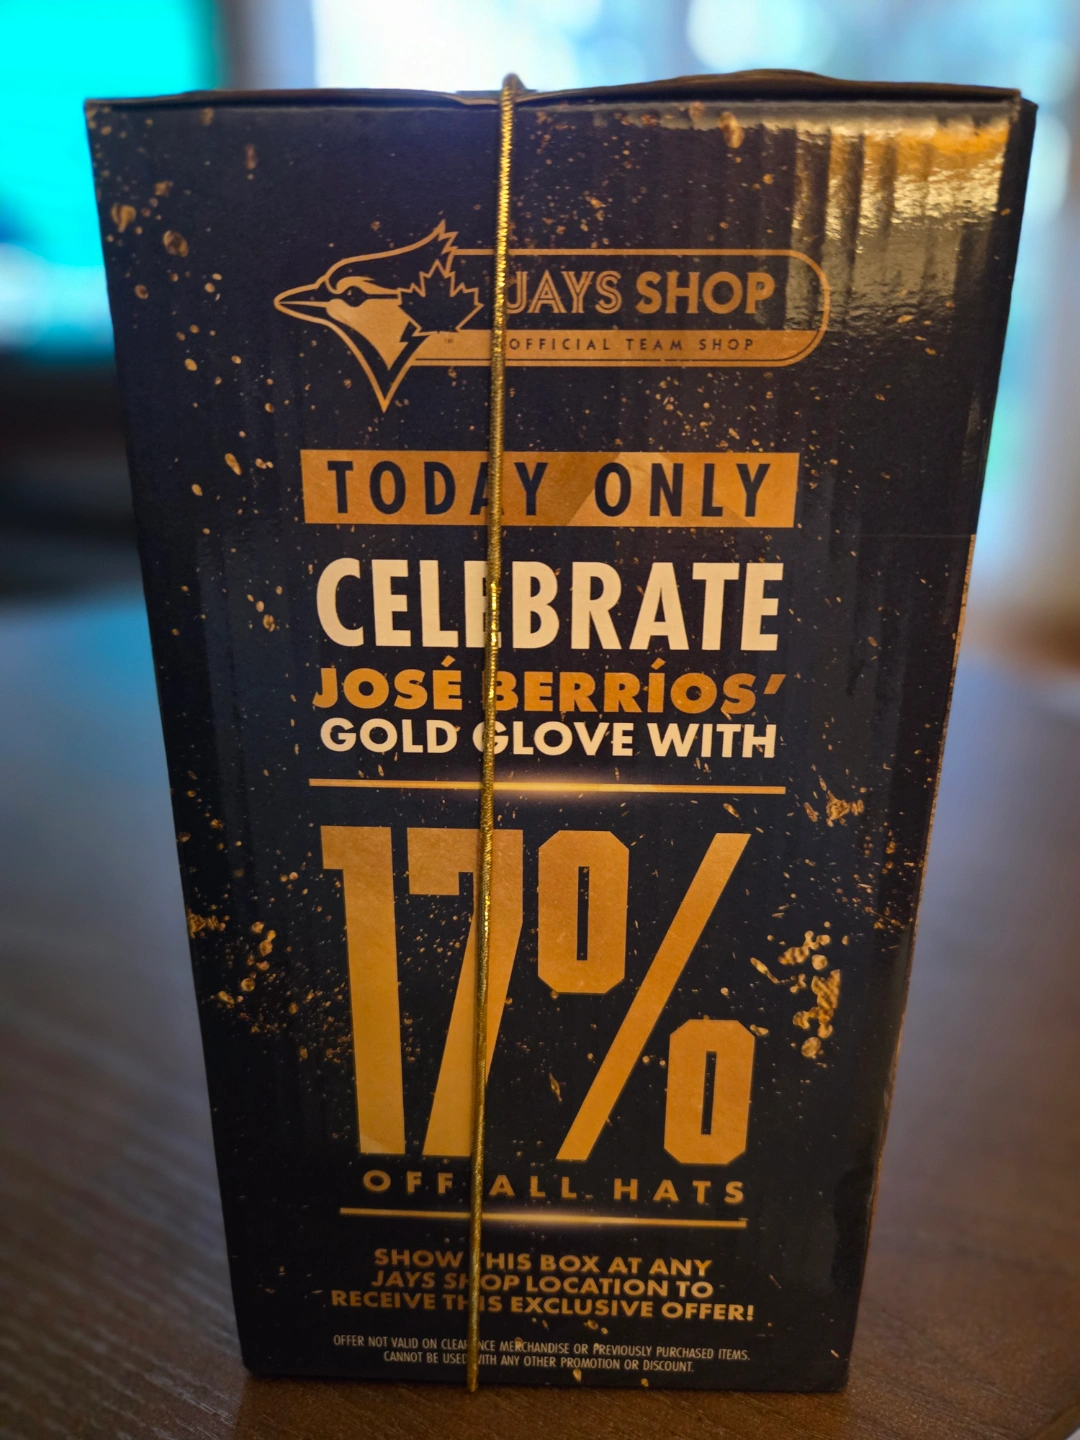 JAYS SHOP
OFFICIAL TEAM SHOP
TODAY ONLY
CELEBRATE
JOSÉ BERRÍOS'
GOLD GLOVE WITH
17%
OFF ALL HATS
SHOW THIS BOX AT ANY
JAYS SHOP LOCATION TO
RECEIVE THIS EXCLUSIVE OFFER!
OFFER NOT VALID ON CLEARANCE MERCHANDISE OR PREVIOUSLY PURCHASED ITEMS.
CANNOT BE USED WITH ANY OTHER PROMOTION OR DISCOUNT.